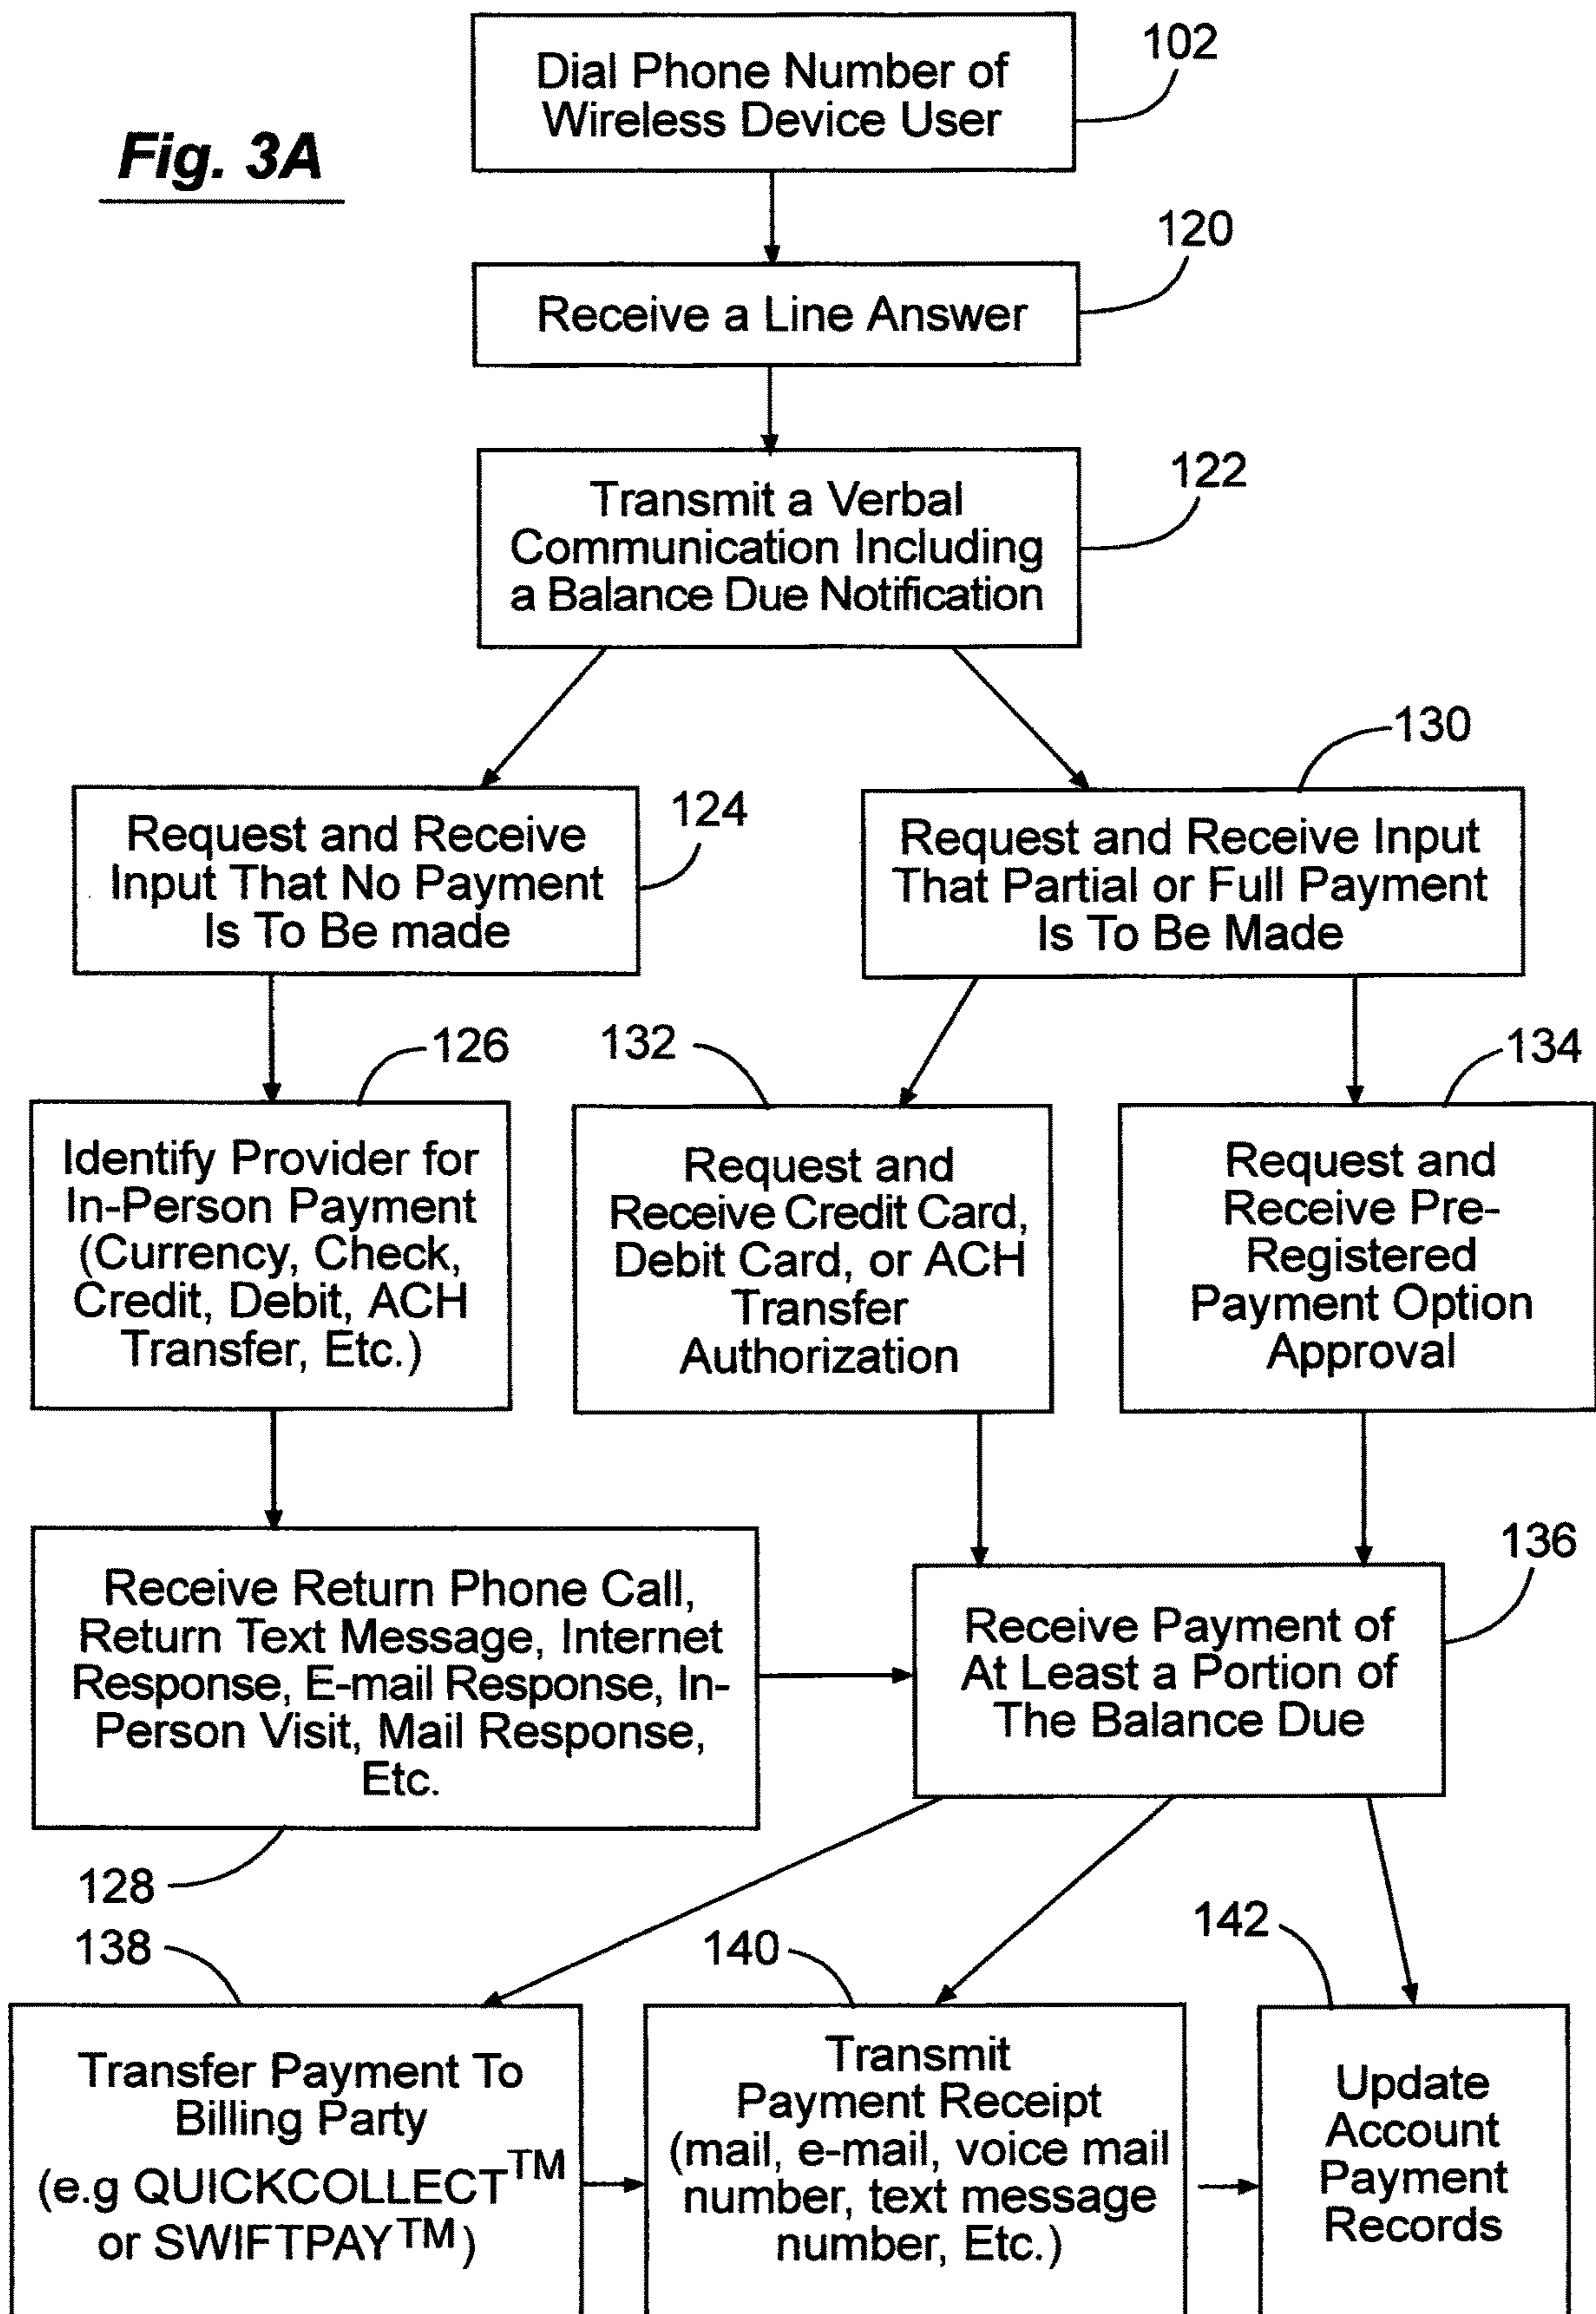 Fig. 3A
Dial Phone Number of
Wireless Device User
102
Receive a Line Answer
120
Transmit a Verbal
Communication Including
a Balance Due Notification
122
Request and Receive
Input That No Payment
Is To Be made
124
Request and Receive Input
That Partial or Full Payment
Is To Be Made
130
Identify Provider for
In-Person Payment
(Currency, Check,
Credit, Debit, ACH
Transfer, Etc.)
126
Request and
Receive Credit Card,
Debit Card, or ACH
Transfer
Authorization
132
Request and
Receive Pre-
Registered
Payment Option
Approval
134
Receive Return Phone Call,
Return Text Message, Internet
Response, E-mail Response, In-
Person Visit, Mail Response,
Etc.
128
Receive Payment of
At Least a Portion of
The Balance Due
136
Transfer Payment To
Billing Party
(e.g QUICKCOLLECT™
or SWIFTPAY™)
138
Transmit
Payment Receipt
(mail, e-mail, voice mail
number, text message
number, Etc.)
140
Update
Account
Payment
Records
142